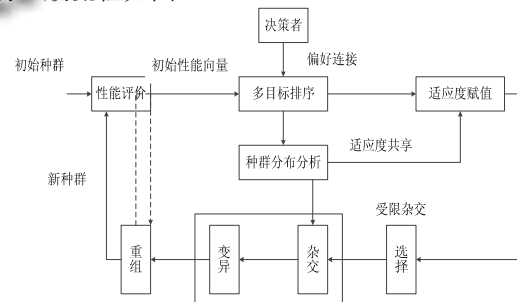 决策者
初始种群
初始性能向量
偏好连接
性能评价
多目标排序
适应度赋值
种群分布分析
适应度共享
新种群
受限杂交
重组
变异
杂交
选择